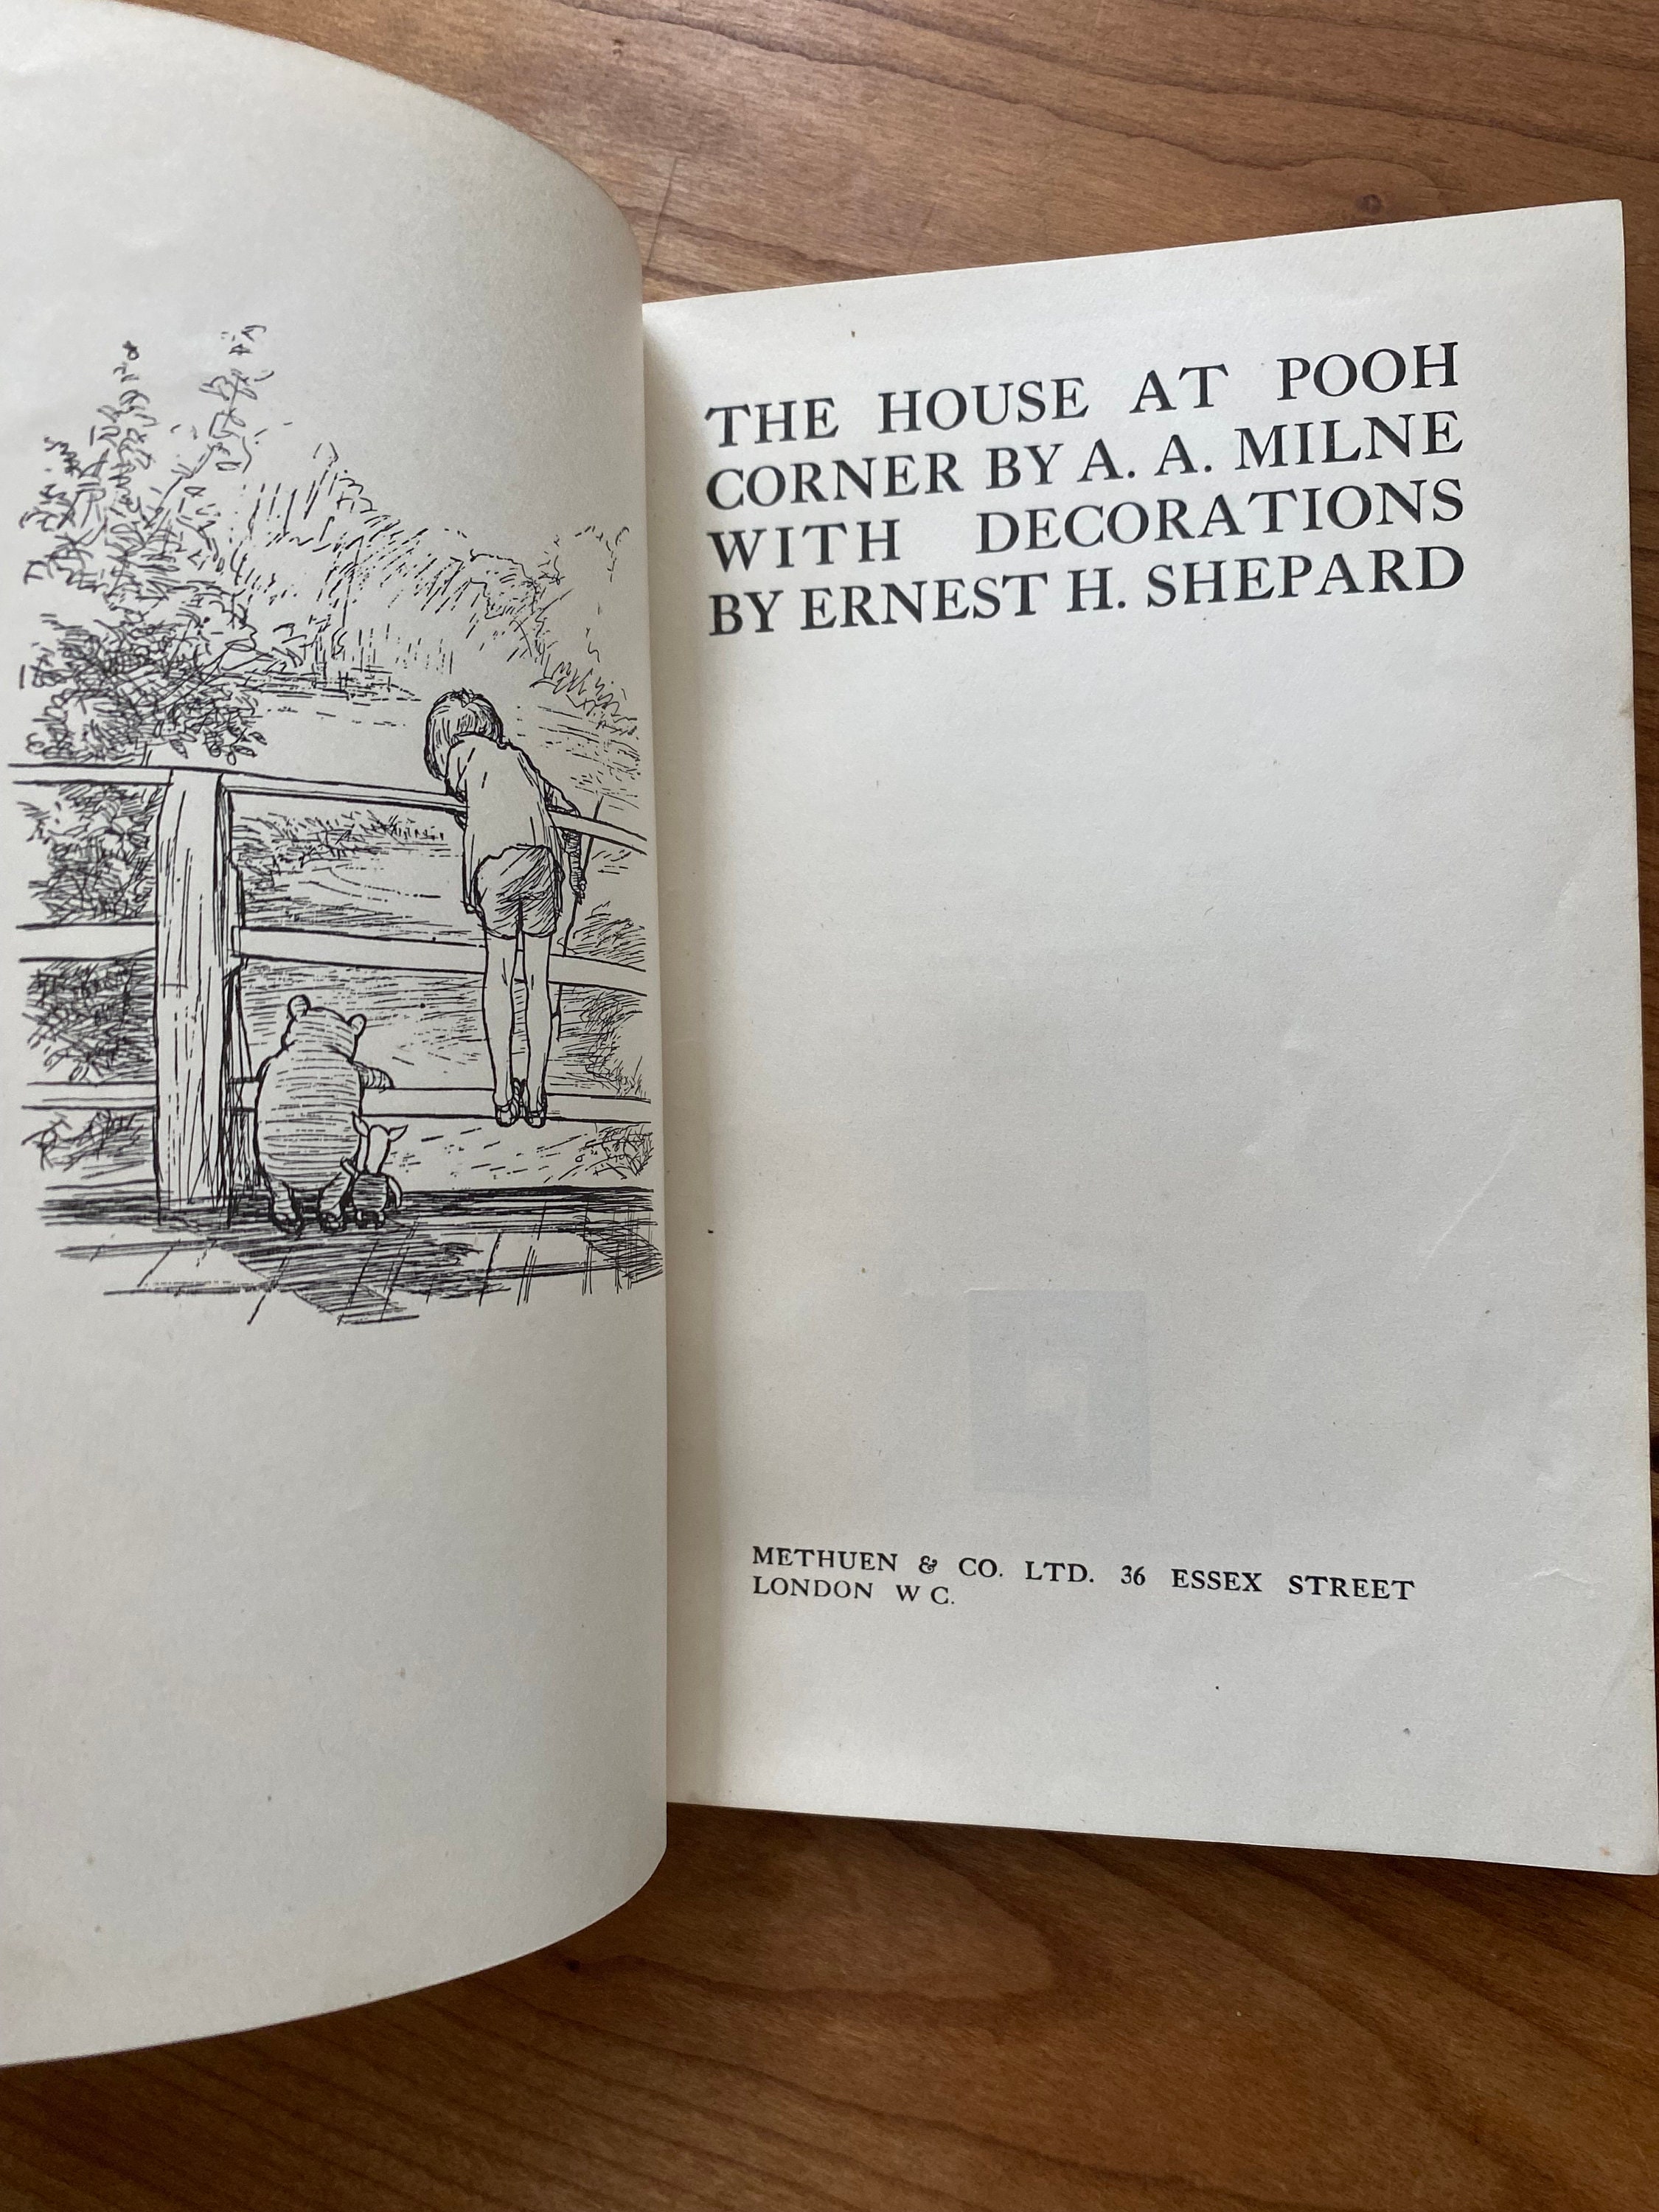 THE HOUSE AT POOH
CORNER BY A. A. MILNE
WITH DECORATIONS
BY ERNEST H. SHEPARD
METHUEN & CO. LTD. 36 ESSEX STREET
LONDON W C.